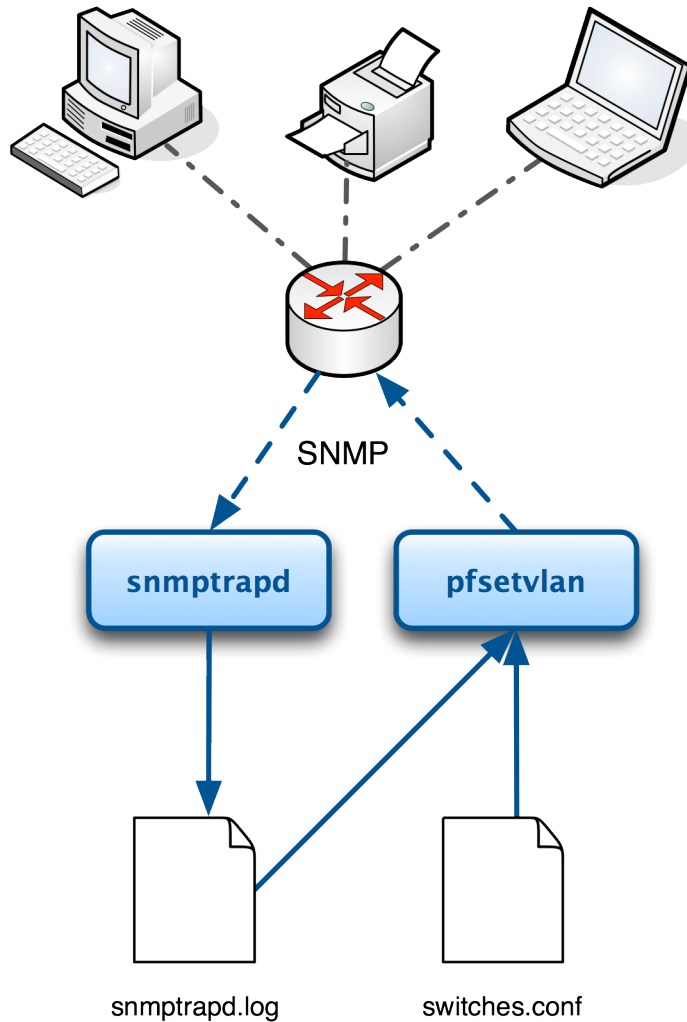 SNMP
snmptrapd
pfsetvlan
snmptrapd.log
switches.conf